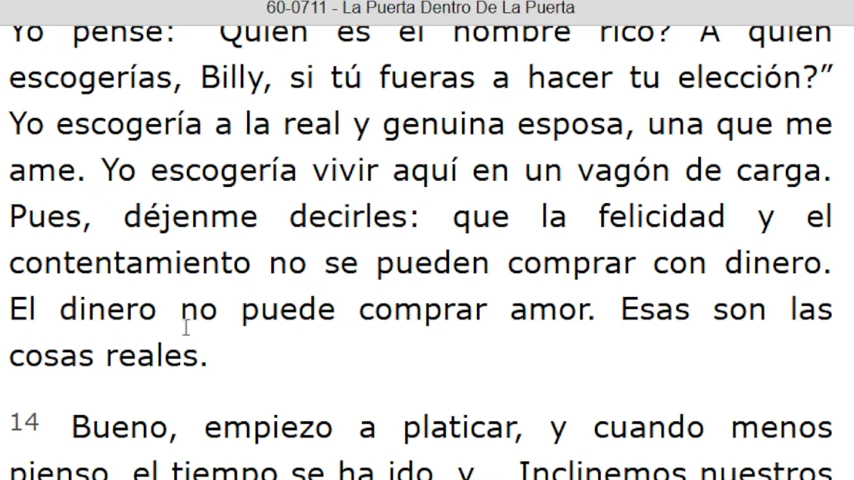 60-0711 - La Puerta Dentro De La Puerta
Yo pensé: “Quién es el hombre rico? A quién
escogerías, Billy, si tú fueras a hacer tu elección?”
Yo escogería a la real y genuina esposa, una que me
ame. Yo escogería vivir aquí en un vagón de carga.
Pues, déjenme decirles: que la felicidad y el
contentamiento no se pueden comprar con dinero.
El dinero no puede comprar amor. Esas son las
cosas reales.
14 Bueno, empiezo a platicar, y cuando menos
pienso, el tiempo se ha ido, y... Inclinemos nuestros